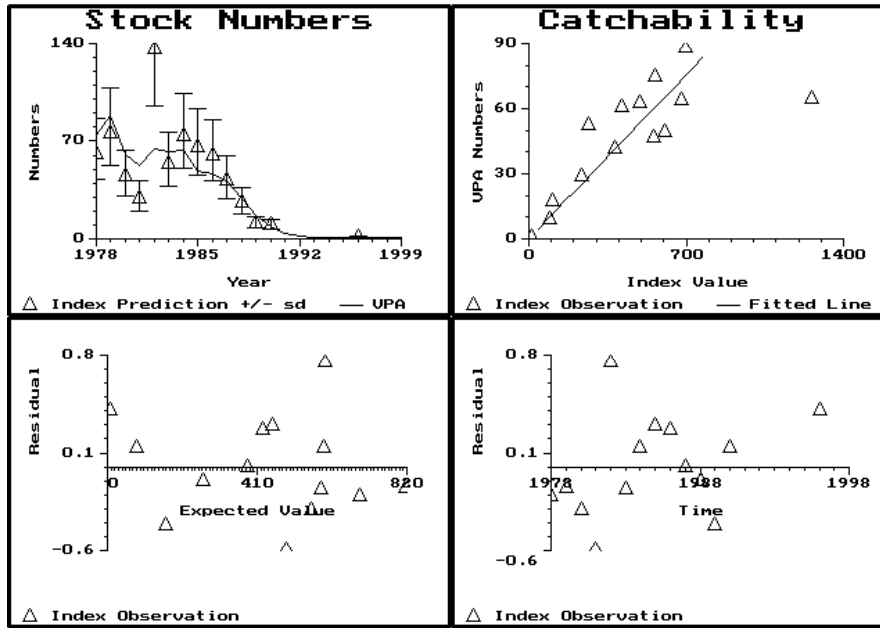 Stock Numbers
140
70
0
Numbers
1978
1985
1992
1999
Year
Index Prediction +/- sd
VPA
Catchability
90
60
30
0
VPA Numbers
0
700
1400
Index Value
Index Observation
Fitted Line
0.8
0.1
-0.6
Residual
0
410
820
Expected Value
Index Observation
0.8
0.1
-0.6
Residual
1978
1988
1998
Time
Index Observation